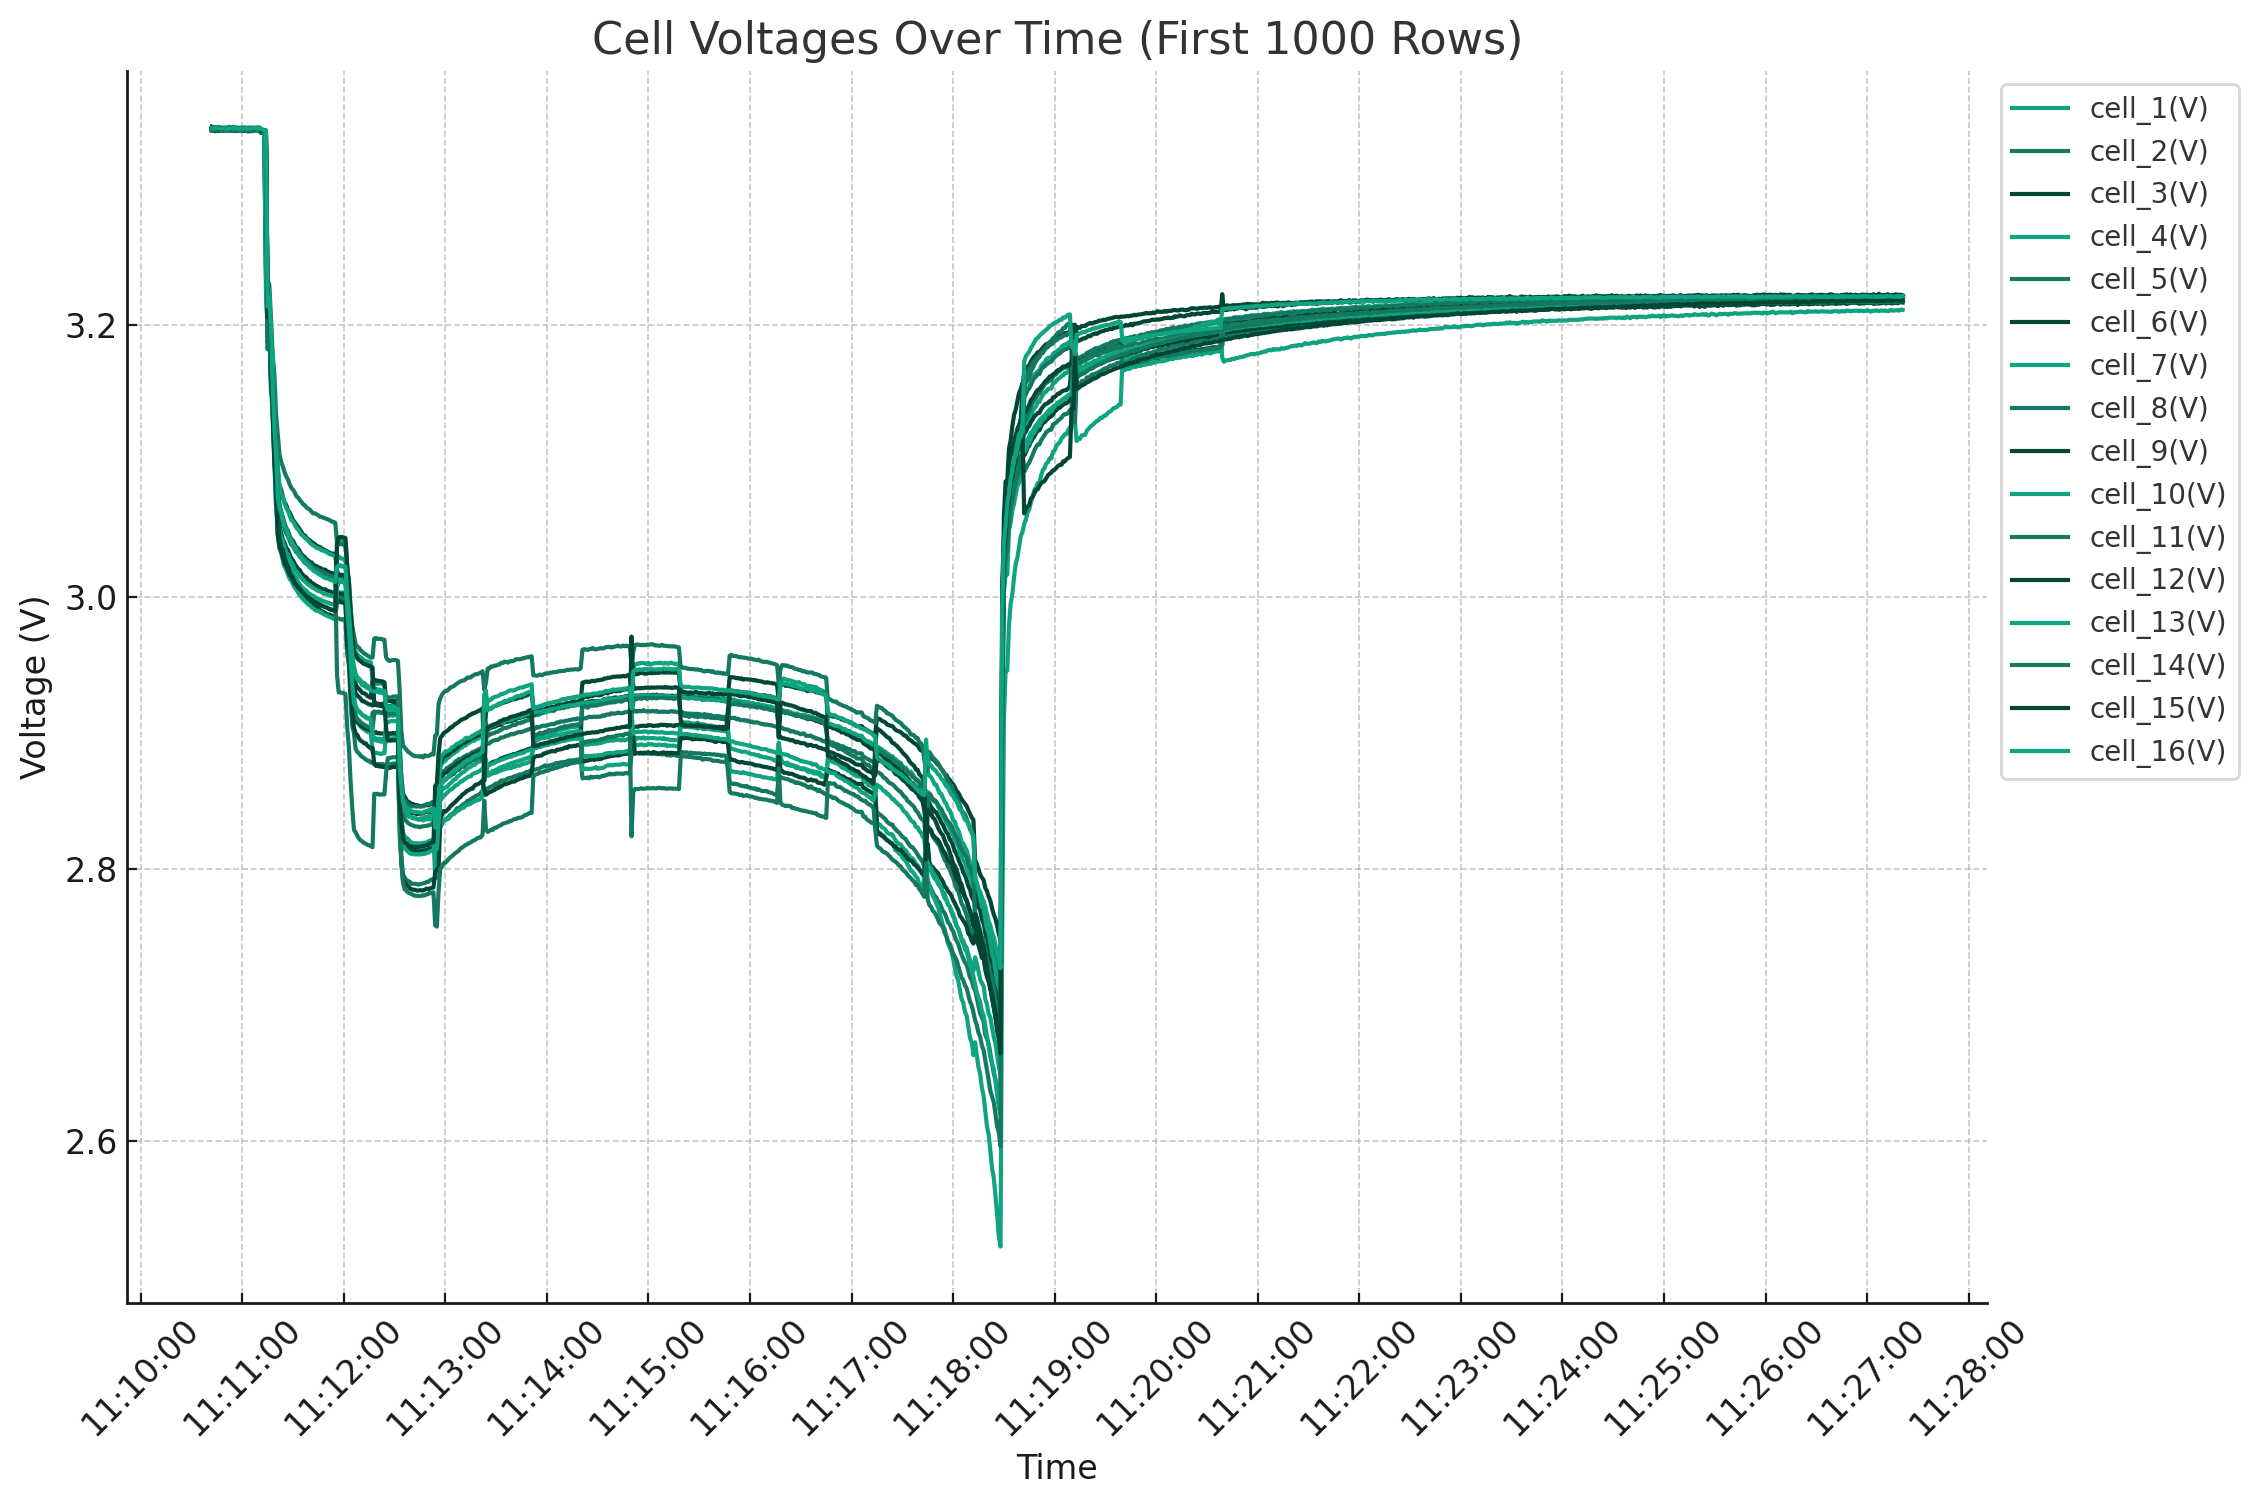 Cell Voltages Over Time (First 1000 Rows)
Voltage (V)
3.2
3.0
2.8
2.6
cell_1(V)
cell_2(V)
cell_3(V)
cell_4(V)
cell_5(V)
cell_6(V)
cell_7(V)
cell_8(V)
cell_9(V)
cell_10(V)
cell_11(V)
cell_12(V)
cell_13(V)
cell_14(V)
cell_15(V)
cell_16(V)
11:10:00
11:11:00
11:12:00
11:13:00
11:14:00
11:15:00
11:16:00
11:17:00
11:18:00
11:19:00
11:20:00
11:21:00
11:22:00
11:23:00
11:24:00
11:25:00
11:26:00
11:27:00
11:28:00
Time